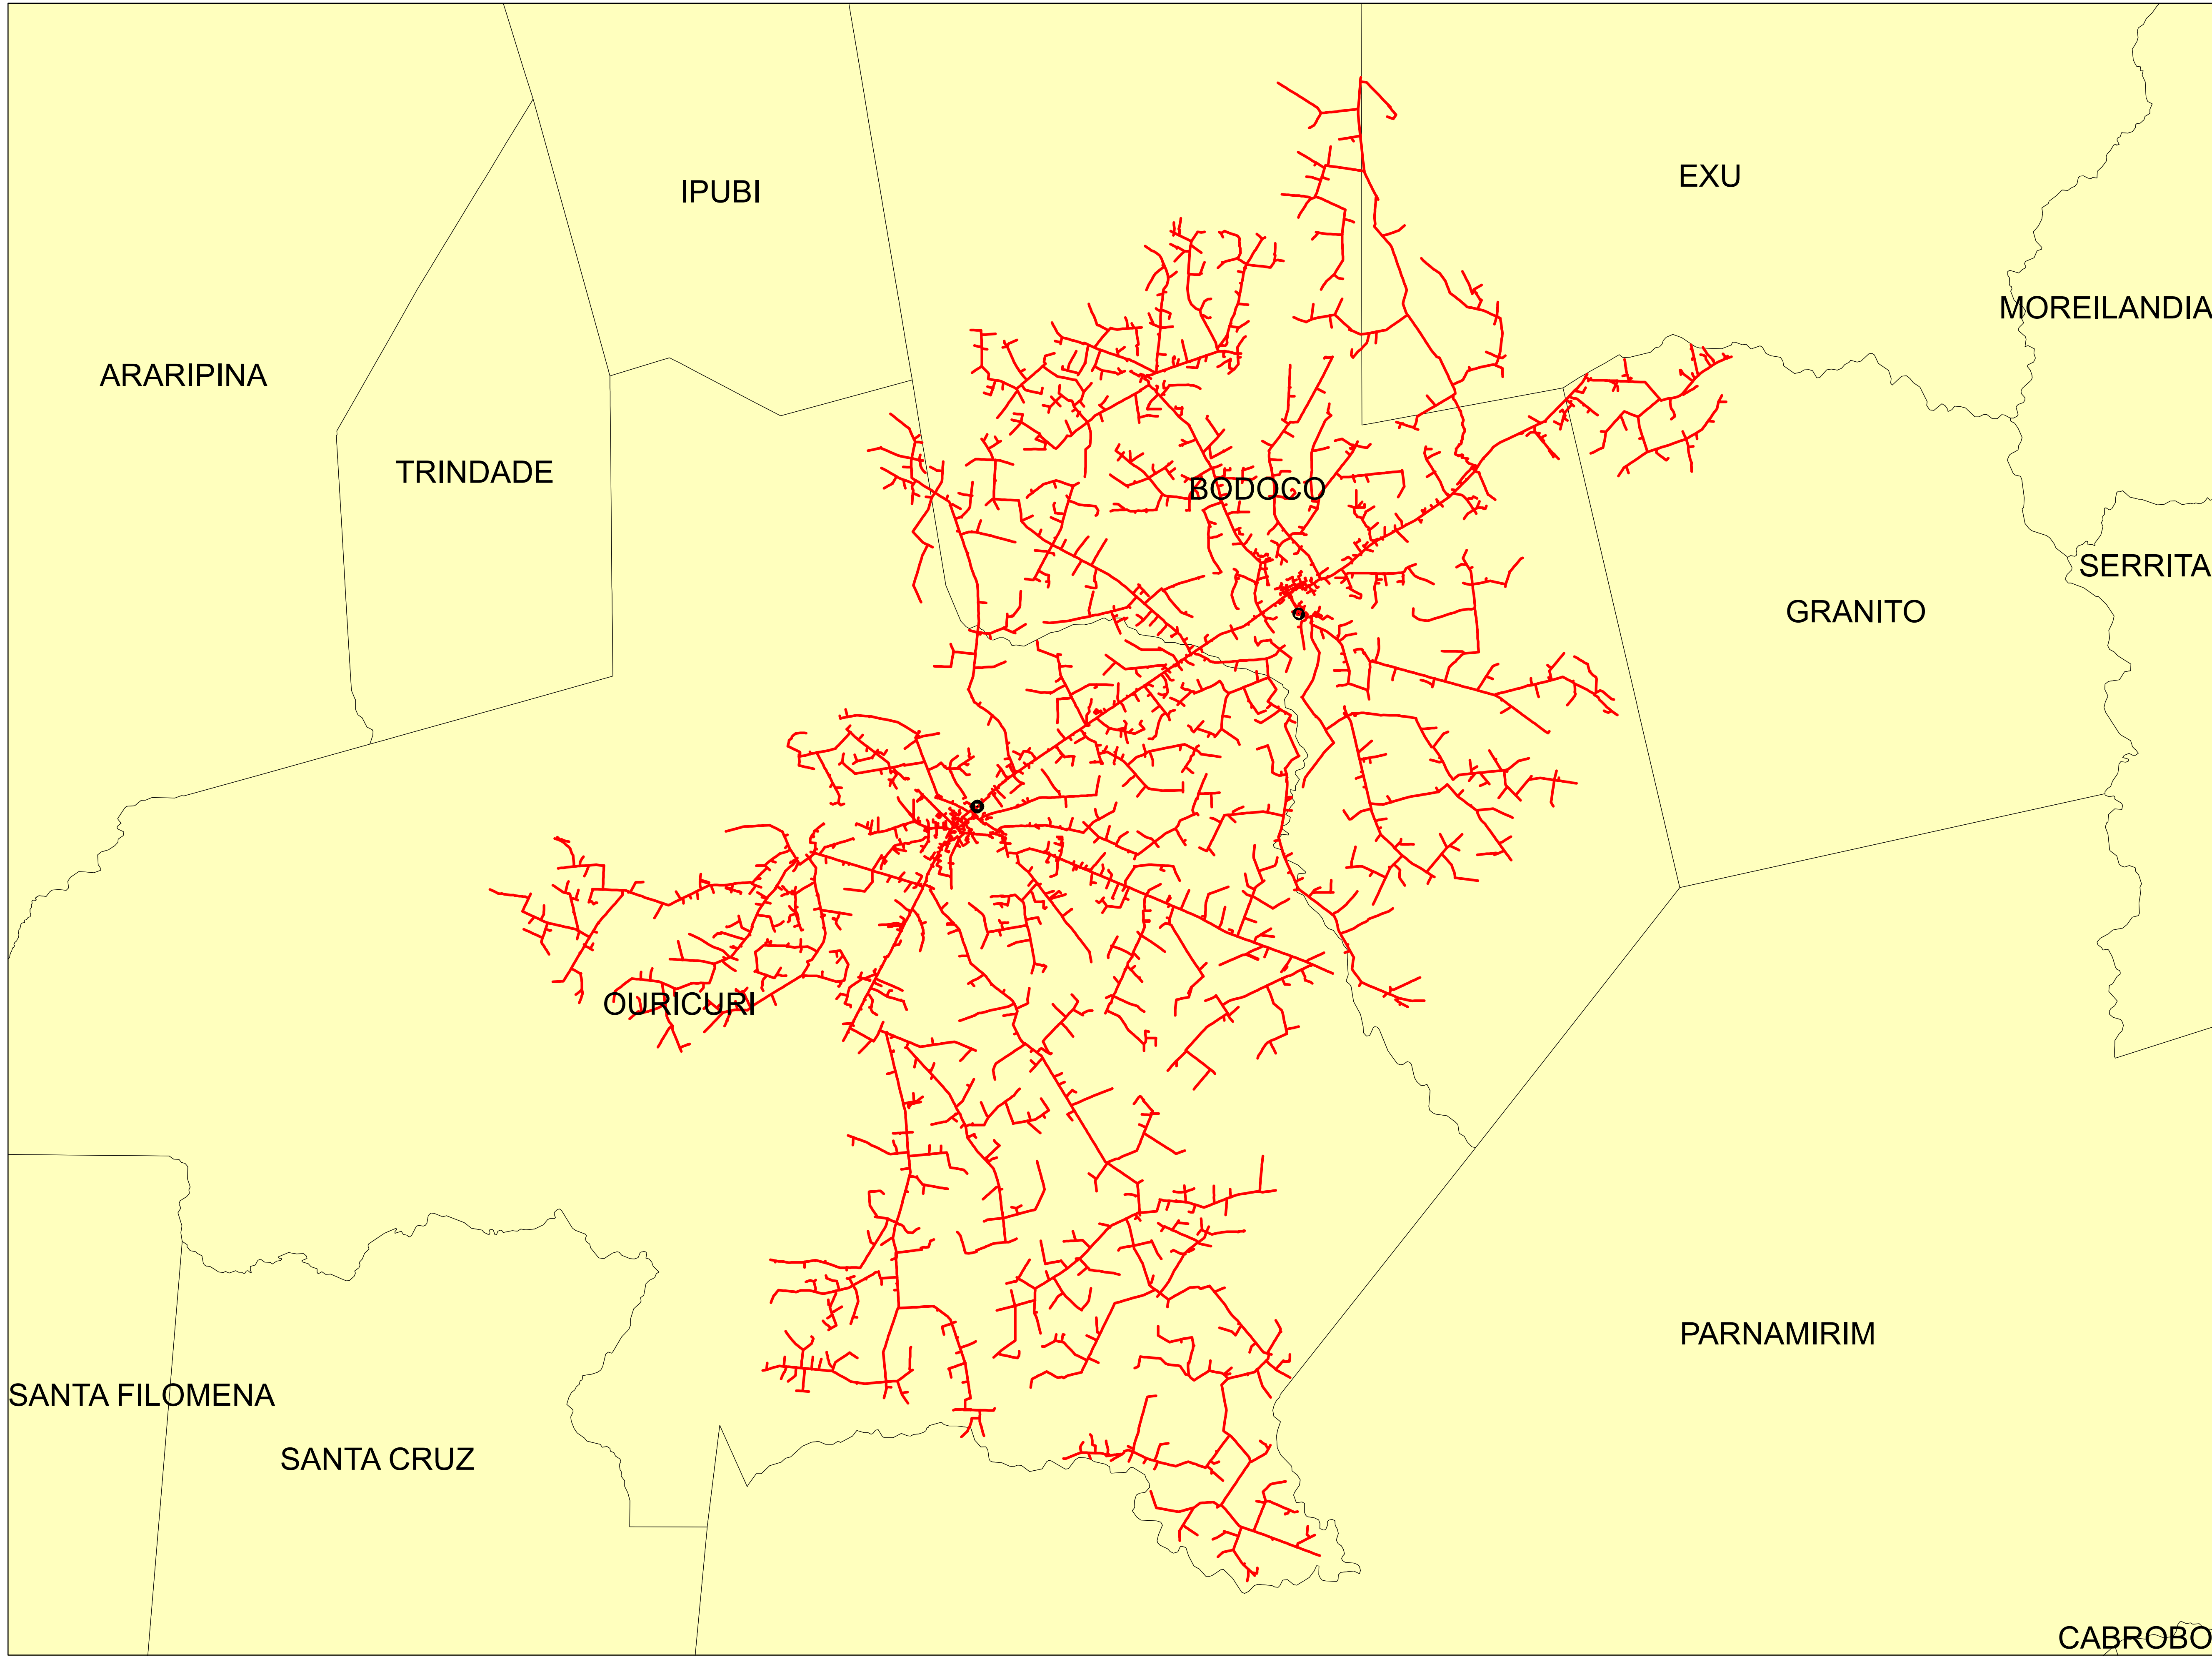 EXU
IPUBI
MOREILANDIA
ARARIPINA
TRINDADE
BODOCO
SERRITA
GRANITO
OURICURI
PARNAMIRIM
SANTA FILOMENA
SANTA CRUZ
CABROBO